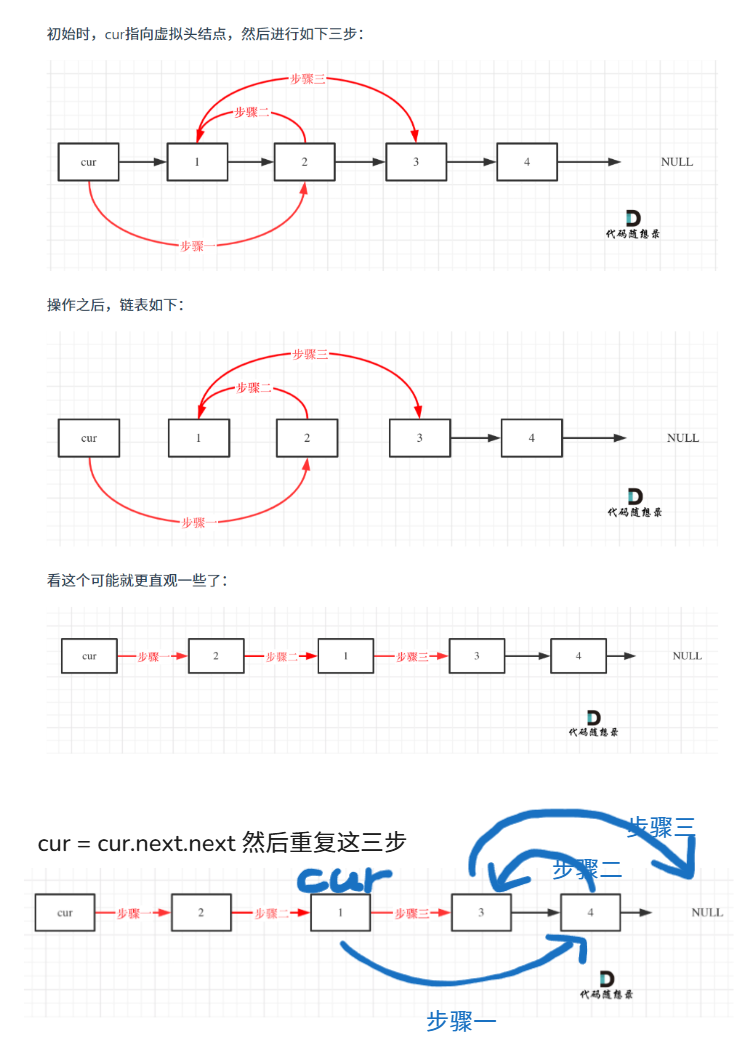 初始时，cur指向虚拟头结点，然后进行如下三步：
步骤三
步骤二
cur 1 2 3 4 NULL
步骤一
代码随想录
操作之后，链表如下：
步骤三
步骤二
cur 1 2 3 4 NULL
步骤一
代码随想录
看这个可能就更直观一些了：
cur 步骤一 2 步骤二 1 步骤三 3 4 NULL
代码随想录
步骤三
cur = cur.next.next 然后重复这三步
步骤二
cur
cur 步骤一 2 步骤二 1 步骤三 3 4 NULL
代码随想录
步骤一